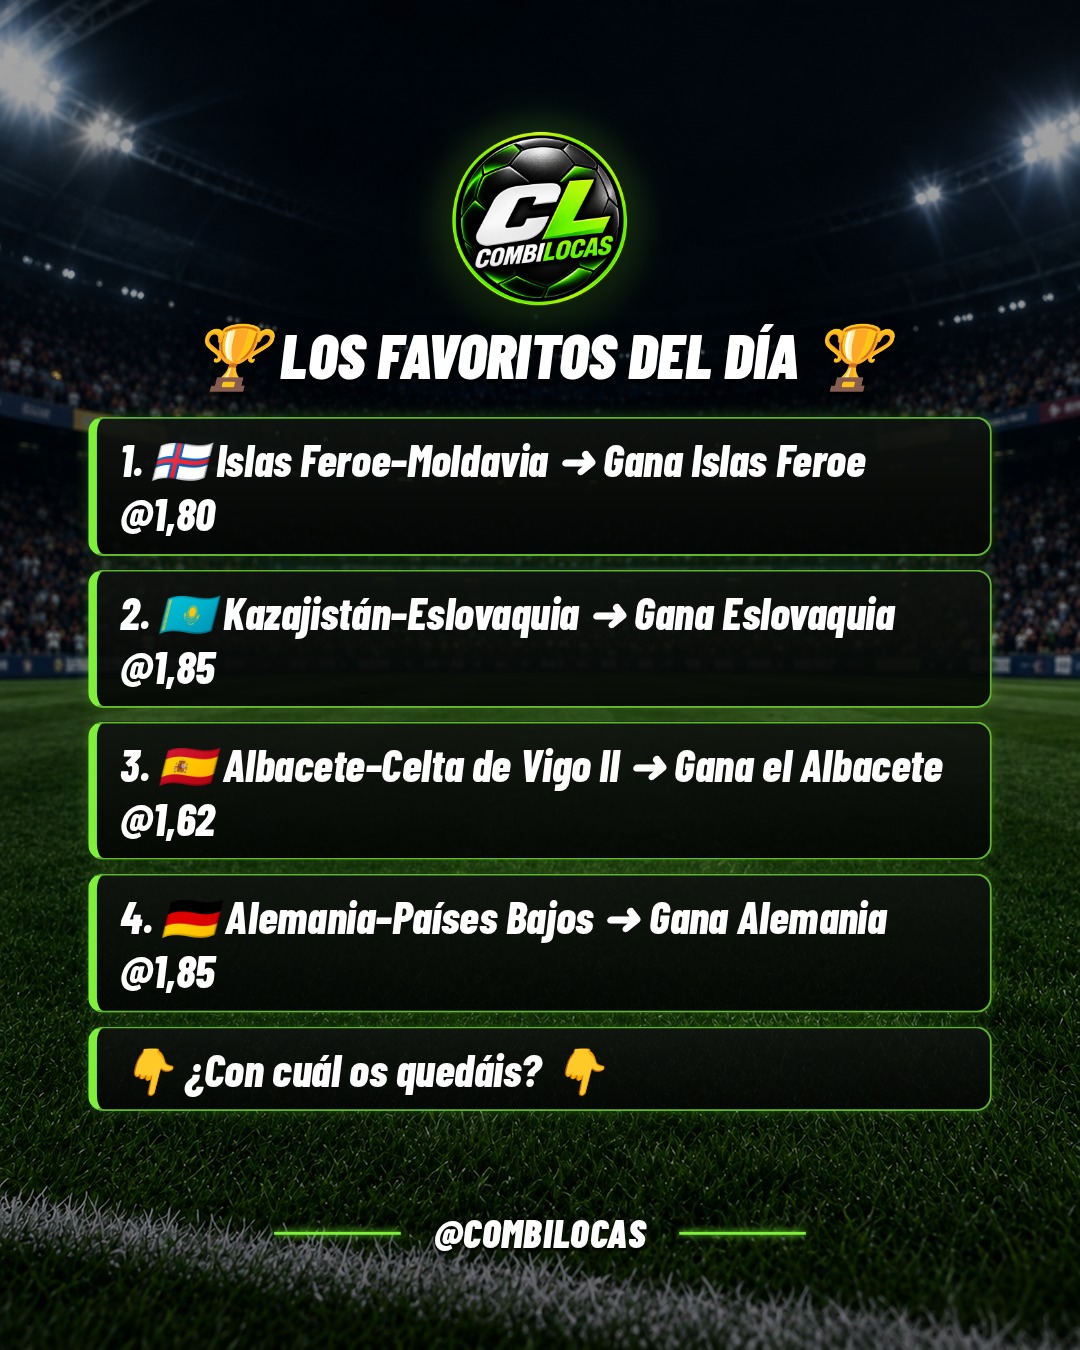 CL
COMBILOCAS
🏆 LOS FAVORITOS DEL DÍA 🏆
1. 🇫🇴 Islas Feroe-Moldavia → Gana Islas Feroe
@1,80
2. 🇰🇿 Kazajistán-Eslovaquia → Gana Eslovaquia
@1,85
3. 🇪🇸 Albacete-Celta de Vigo II → Gana el Albacete
@1,62
4. 🇩🇪 Alemania-Países Bajos → Gana Alemania
@1,85
👇 ¿Con cuál os quedáis? 👇
@COMBILOCAS